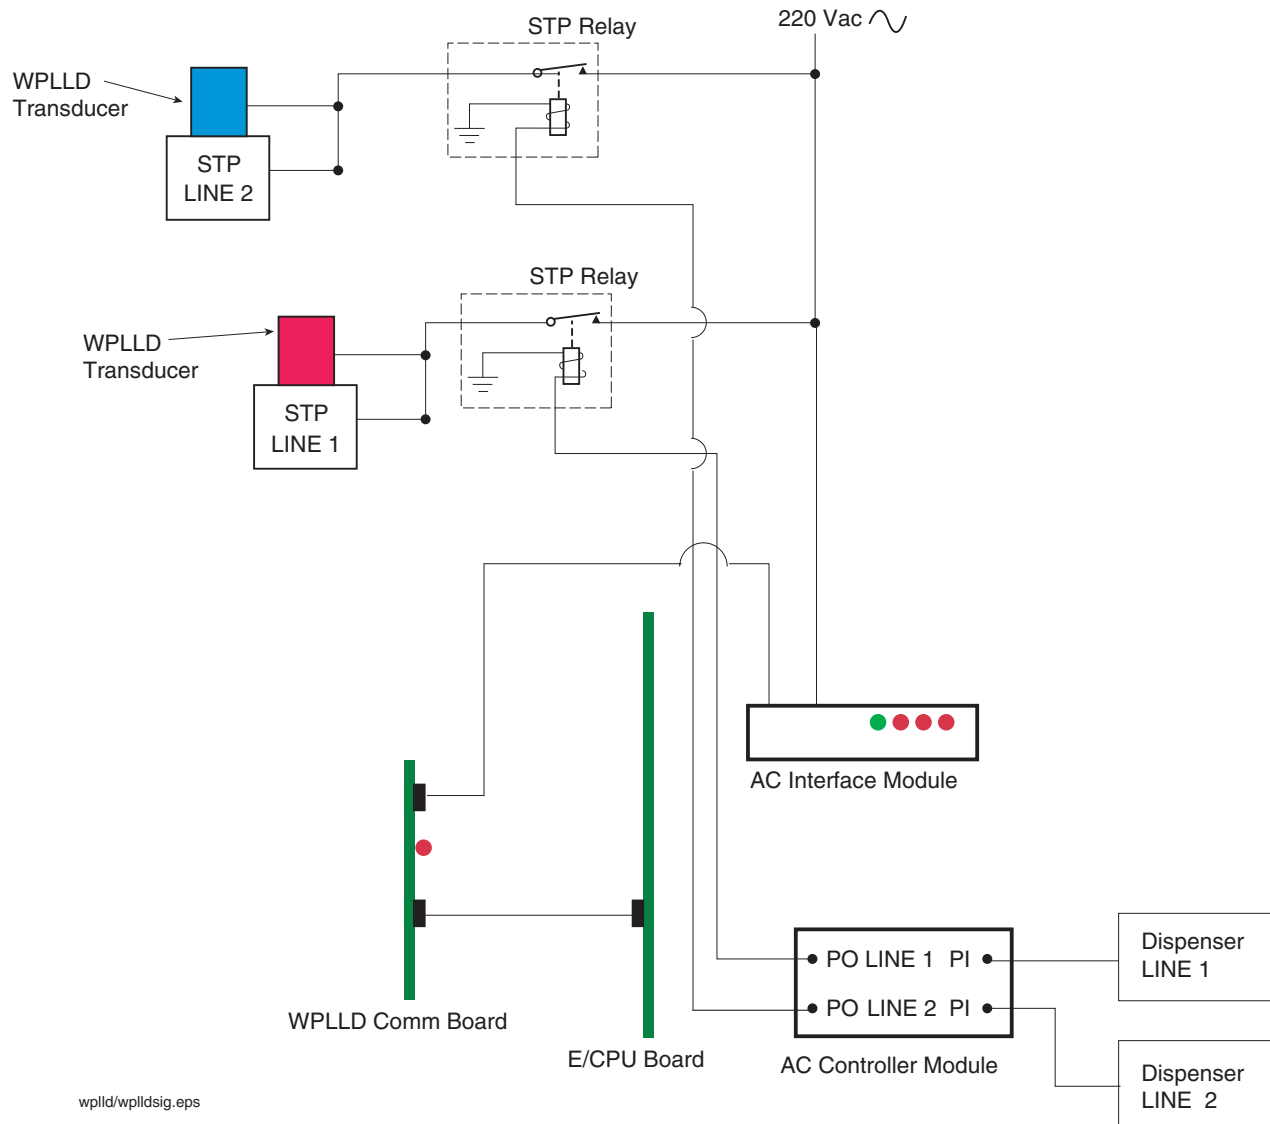 220 Vac
STP Relay
WPLLD
Transducer
STP
LINE 2
STP Relay
WPLLD
Transducer
STP
LINE 1
AC Interface Module
PO LINE 1 PI
PO LINE 2 PI
Dispenser
LINE 1
WPLLD Comm Board
E/CPU Board
AC Controller Module
Dispenser
LINE 2
wplld/wplldsig.eps